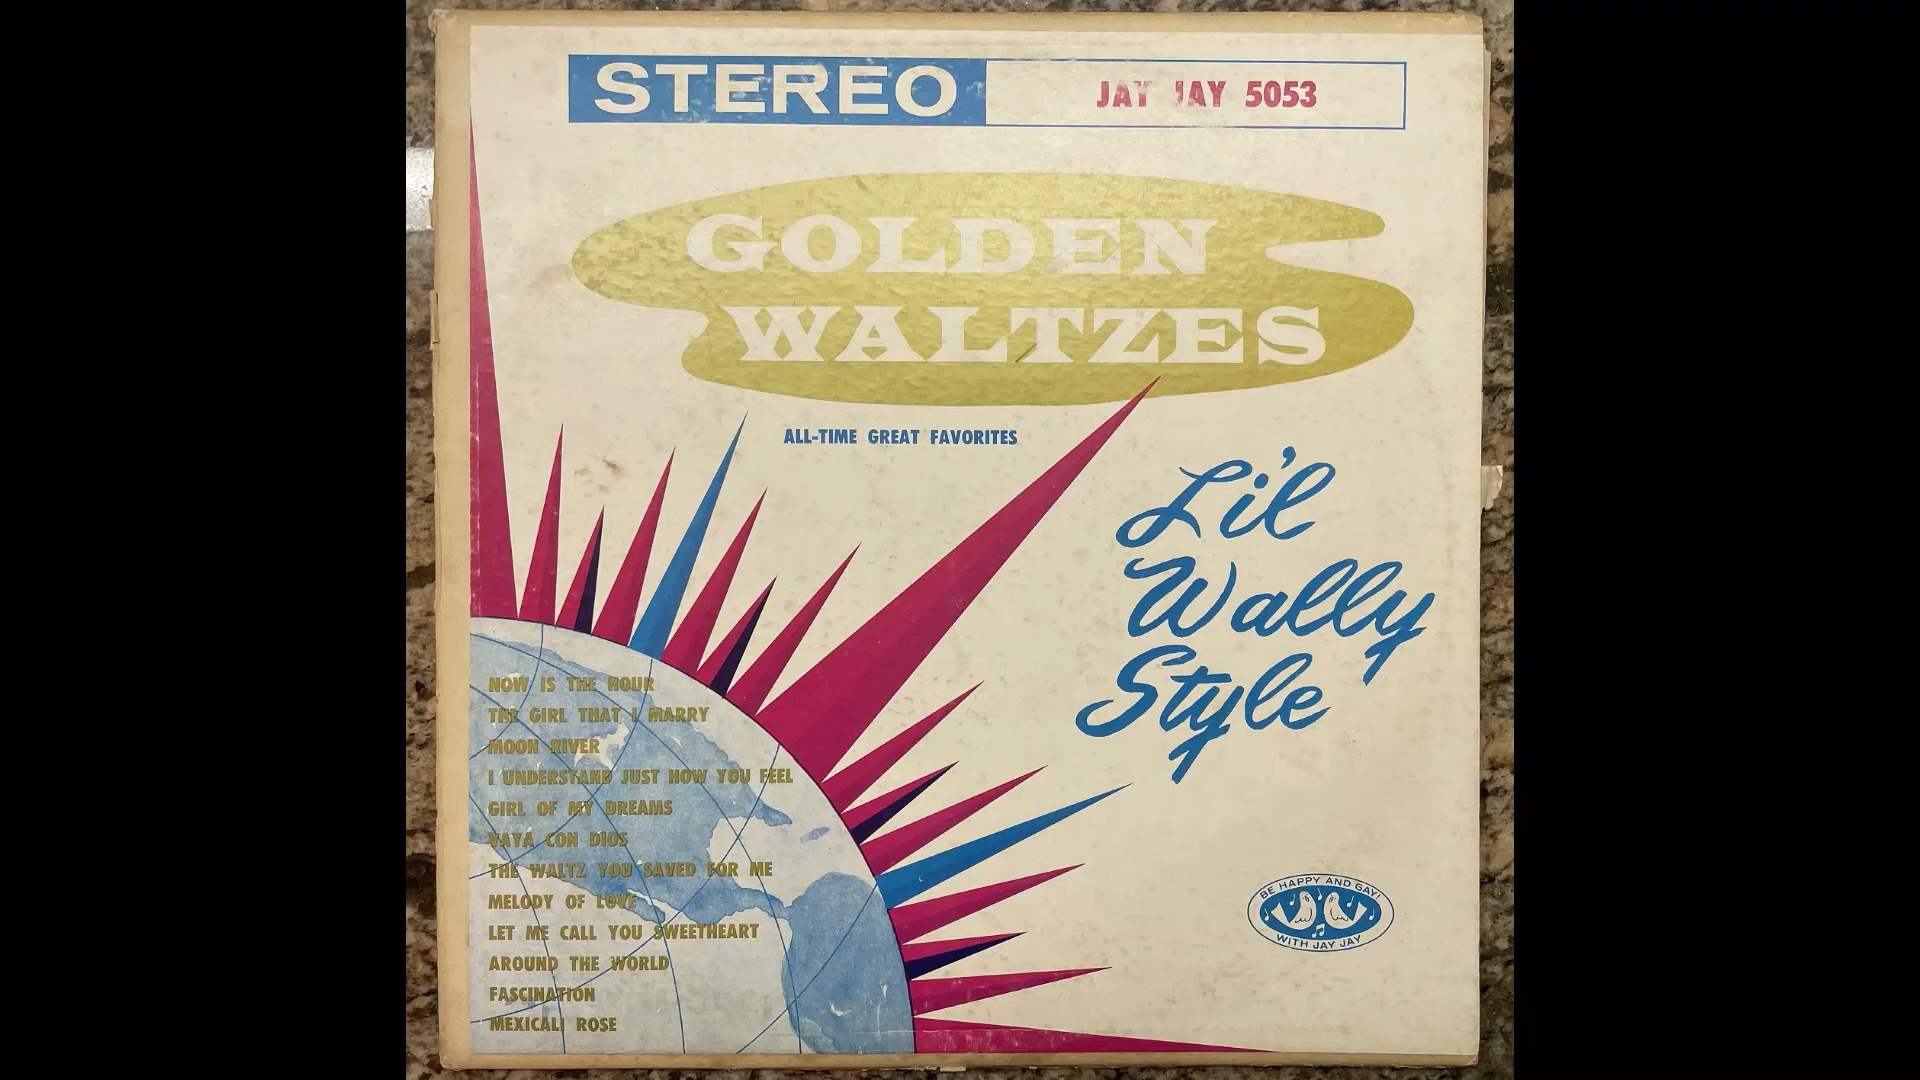 STEREO
JAY JAY 5053
GOLDEN
WALTZES
ALL-TIME GREAT FAVORITES
Li'l
Wally
Style
NOW IS THE HOUR
THE GIRL THAT I MARRY
MOON RIVER
I UNDERSTAND JUST HOW YOU FEEL
GIRL OF MY DREAMS
VAYA CON DIOS
THE WALTZ YOU SAVED FOR ME
MELODY OF LOVE
LET ME CALL YOU SWEETHEART
AROUND THE WORLD
FASCINATION
MEXICALI ROSE
BE HAPPY AND GAY!
WITH JAY JAY